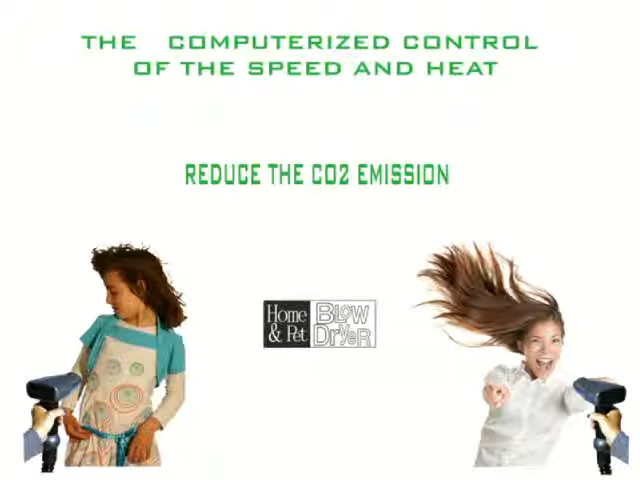 THE COMPUTERIZED CONTROL
OF THE SPEED AND HEAT
REDUCE THE CO2 EMISSION
Home & Pet
BLOW DRYER